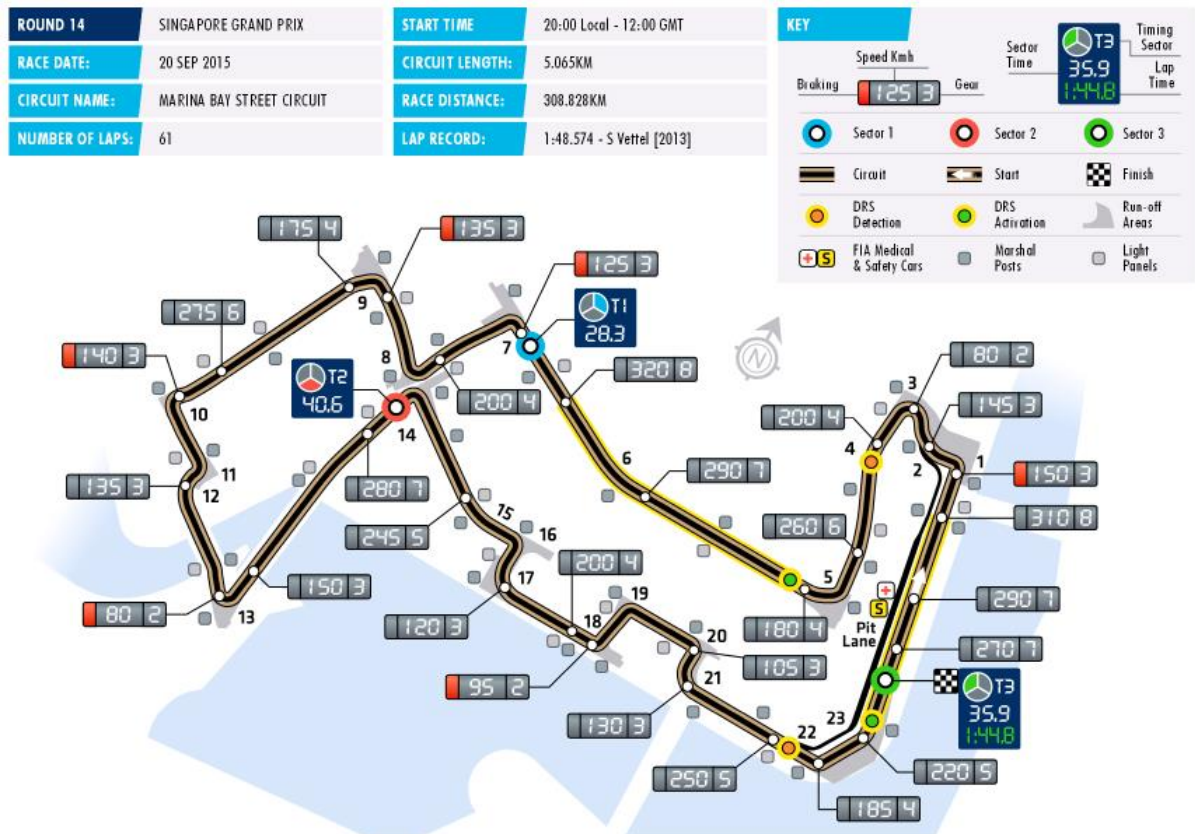 ROUND 14
SINGAPORE GRAND PRIX
RACE DATE:
20 SEP 2015
CIRCUIT NAME:
MARINA BAY STREET CIRCUIT
NUMBER OF LAPS:
61
START TIME
20:00 Local - 12:00 GMT
CIRCUIT LENGTH:
5.065KM
RACE DISTANCE:
308.828KM
LAP RECORD:
1:48.574 - S Vettel [2013]
KEY
Speed Kmh
Braking
125 3
Gear
Sector
Time
T3
35.9
1:44.8
Timing
Sector
Lap
Time
Sector 1
Sector 2
Sector 3
Circuit
Start
Finish
DRS
Detection
DRS
Activation
Run-off
Areas
S
FIA Medical
& Safety Cars
Marshal
Posts
Light
Panels
175 4
135 3
9
125 3
275 6
T1
28.3
7
8
140 3
T2
40.6
320 8
80 2
3
200 4
200 4
145 3
10
14
4
2
1
11
6
150 3
135 3
12
280 7
290 7
310 8
245 5
15
16
260 6
200 4
150 3
17
5
S
290 7
80 2
13
19
120 3
18
180 4
Pit
Lane
20
270 7
95 2
105 3
21
T3
35.9
1:44.8
130 3
23
22
250 5
220 5
185 4